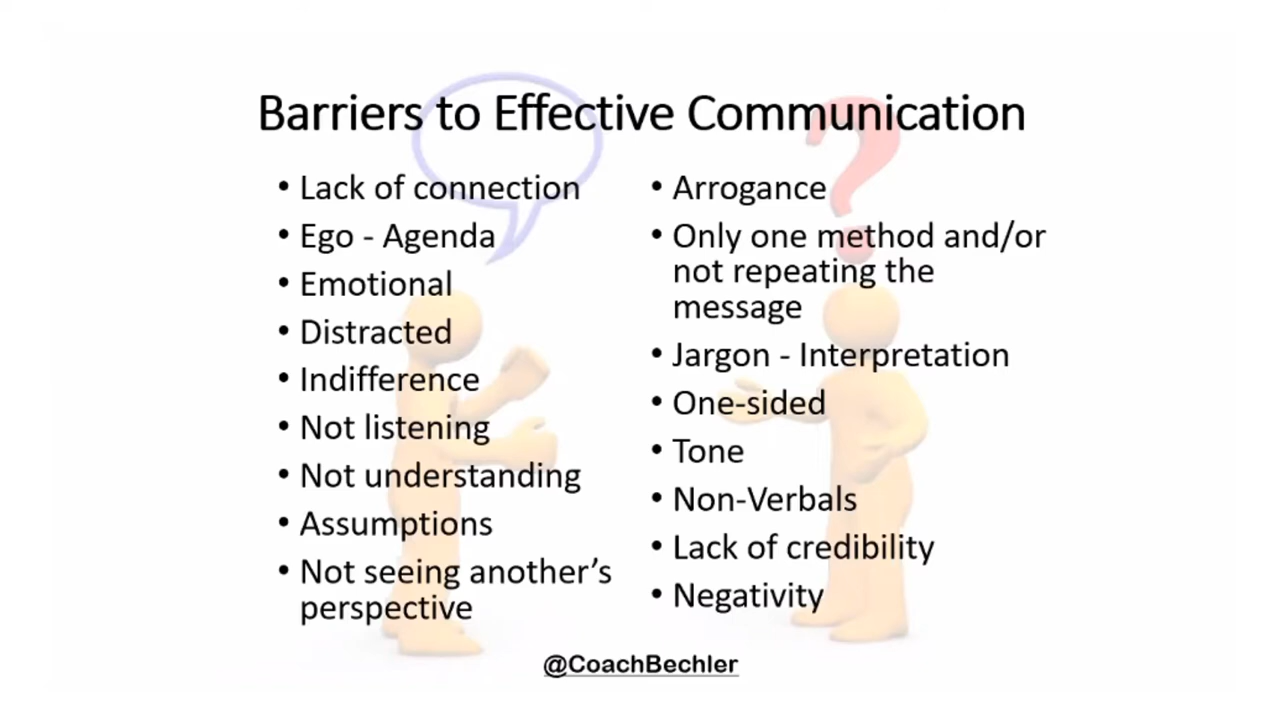 Barriers to Effective Communication
• Lack of connection
• Ego - Agenda
• Emotional
• Distracted
• Indifference
• Not listening
• Not understanding
• Assumptions
• Not seeing another’s
perspective
• Arrogance
• Only one method and/or
not repeating the
message
• Jargon - Interpretation
• One-sided
• Tone
• Non-Verbals
• Lack of credibility
• Negativity
@CoachBechler